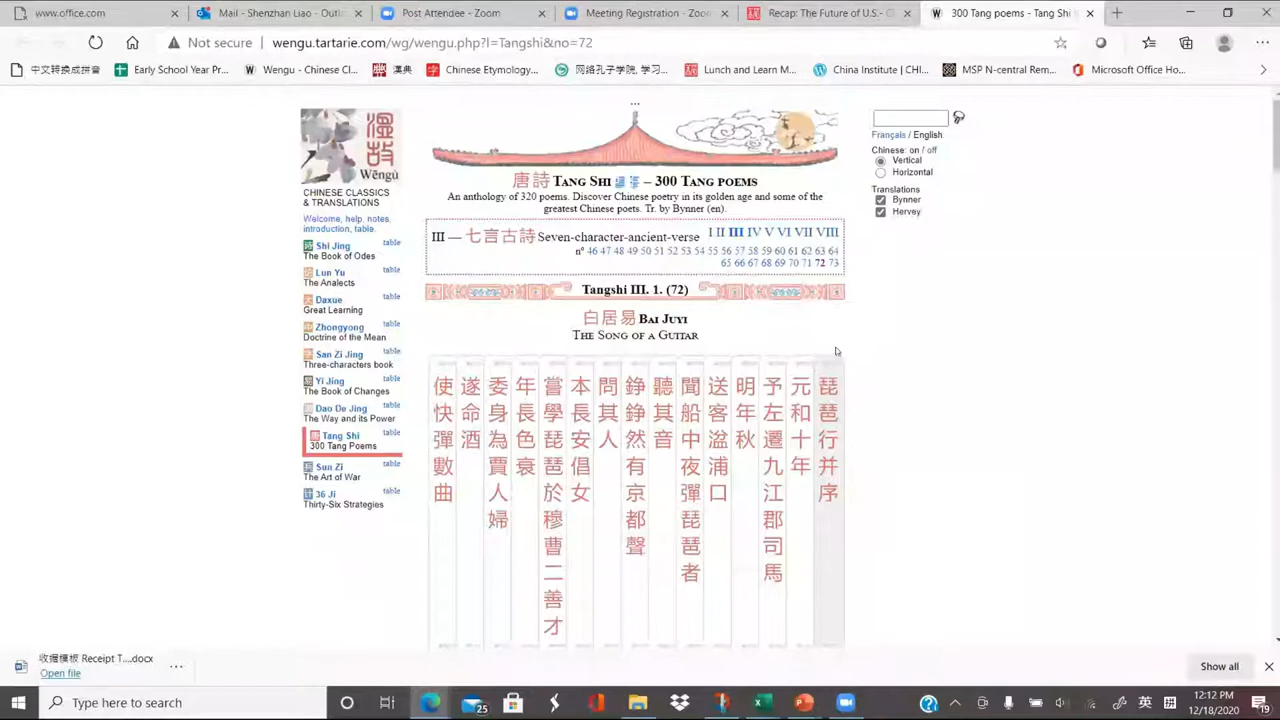 www.office.com
Mail - Shenzhan Liao - Outl
Post Attendee - Zoom
Meeting Registration - Zoo
Recap: The Future of U.S.- G
300 Tang poems - Tang Shi
Not secure
wengu.tartarie.com/wg/wengu.php?l=Tangshi&no=72
中文转换成拼音
Early School Year Pr...
Wengu - Chinese Cl...
漢典
Chinese Etymology...
网络孔子学院, 学习...
Lunch and Learn M...
China Institute | CHI...
MSP N-central Rem...
Microsoft Office Ho...
溫故
Wēngù
CHINESE CLASSICS
& TRANSLATIONS
Welcome, help, notes,
introduction, table.
Shi Jing table
The Book of Odes
Lun Yu table
The Analects
Daxue table
Great Learning
Zhongyong table
Doctrine of the Mean
San Zi Jing table
Three-characters book
Yi Jing table
The Book of Changes
Dao De Jing table
The Way and its Power
Tang Shi table
300 Tang Poems
Sun Zi table
The Art of War
36 Ji table
Thirty-Six Strategies
...
唐詩 TANG SHI – 300 TANG POEMS
An anthology of 320 poems. Discover Chinese poetry in its golden age and some of the
greatest Chinese poets. Tr. by Bynner (en).
III — 七言古詩 Seven-character-ancient-verse
I II III IV V VI VII VIII
n° 46 47 48 49 50 51 52 53 54 55 56 57 58 59 60 61 62 63 64
65 66 67 68 69 70 71 72 73
Tangshi III. 1. (72)
白居易 BAI JUYI
THE SONG OF A GUITAR
琵琶行并序
元和十年
予左遷九江郡司馬
明年秋
送客湓浦口
聞船中夜彈琵琶者
聽其音
錚錚然有京都聲
問其人
本長安倡女
嘗學琵琶於穆曹二善才
年長色衰
委身為賈人婦
遂命酒
使快彈數曲
Français / English
Chinese: on / off
Vertical
Horizontal
Translations
Bynner
Hervey
Receipt T....docx
Open file
Show all
Type here to search
25
英
拼
12:12 PM
12/18/2020
19